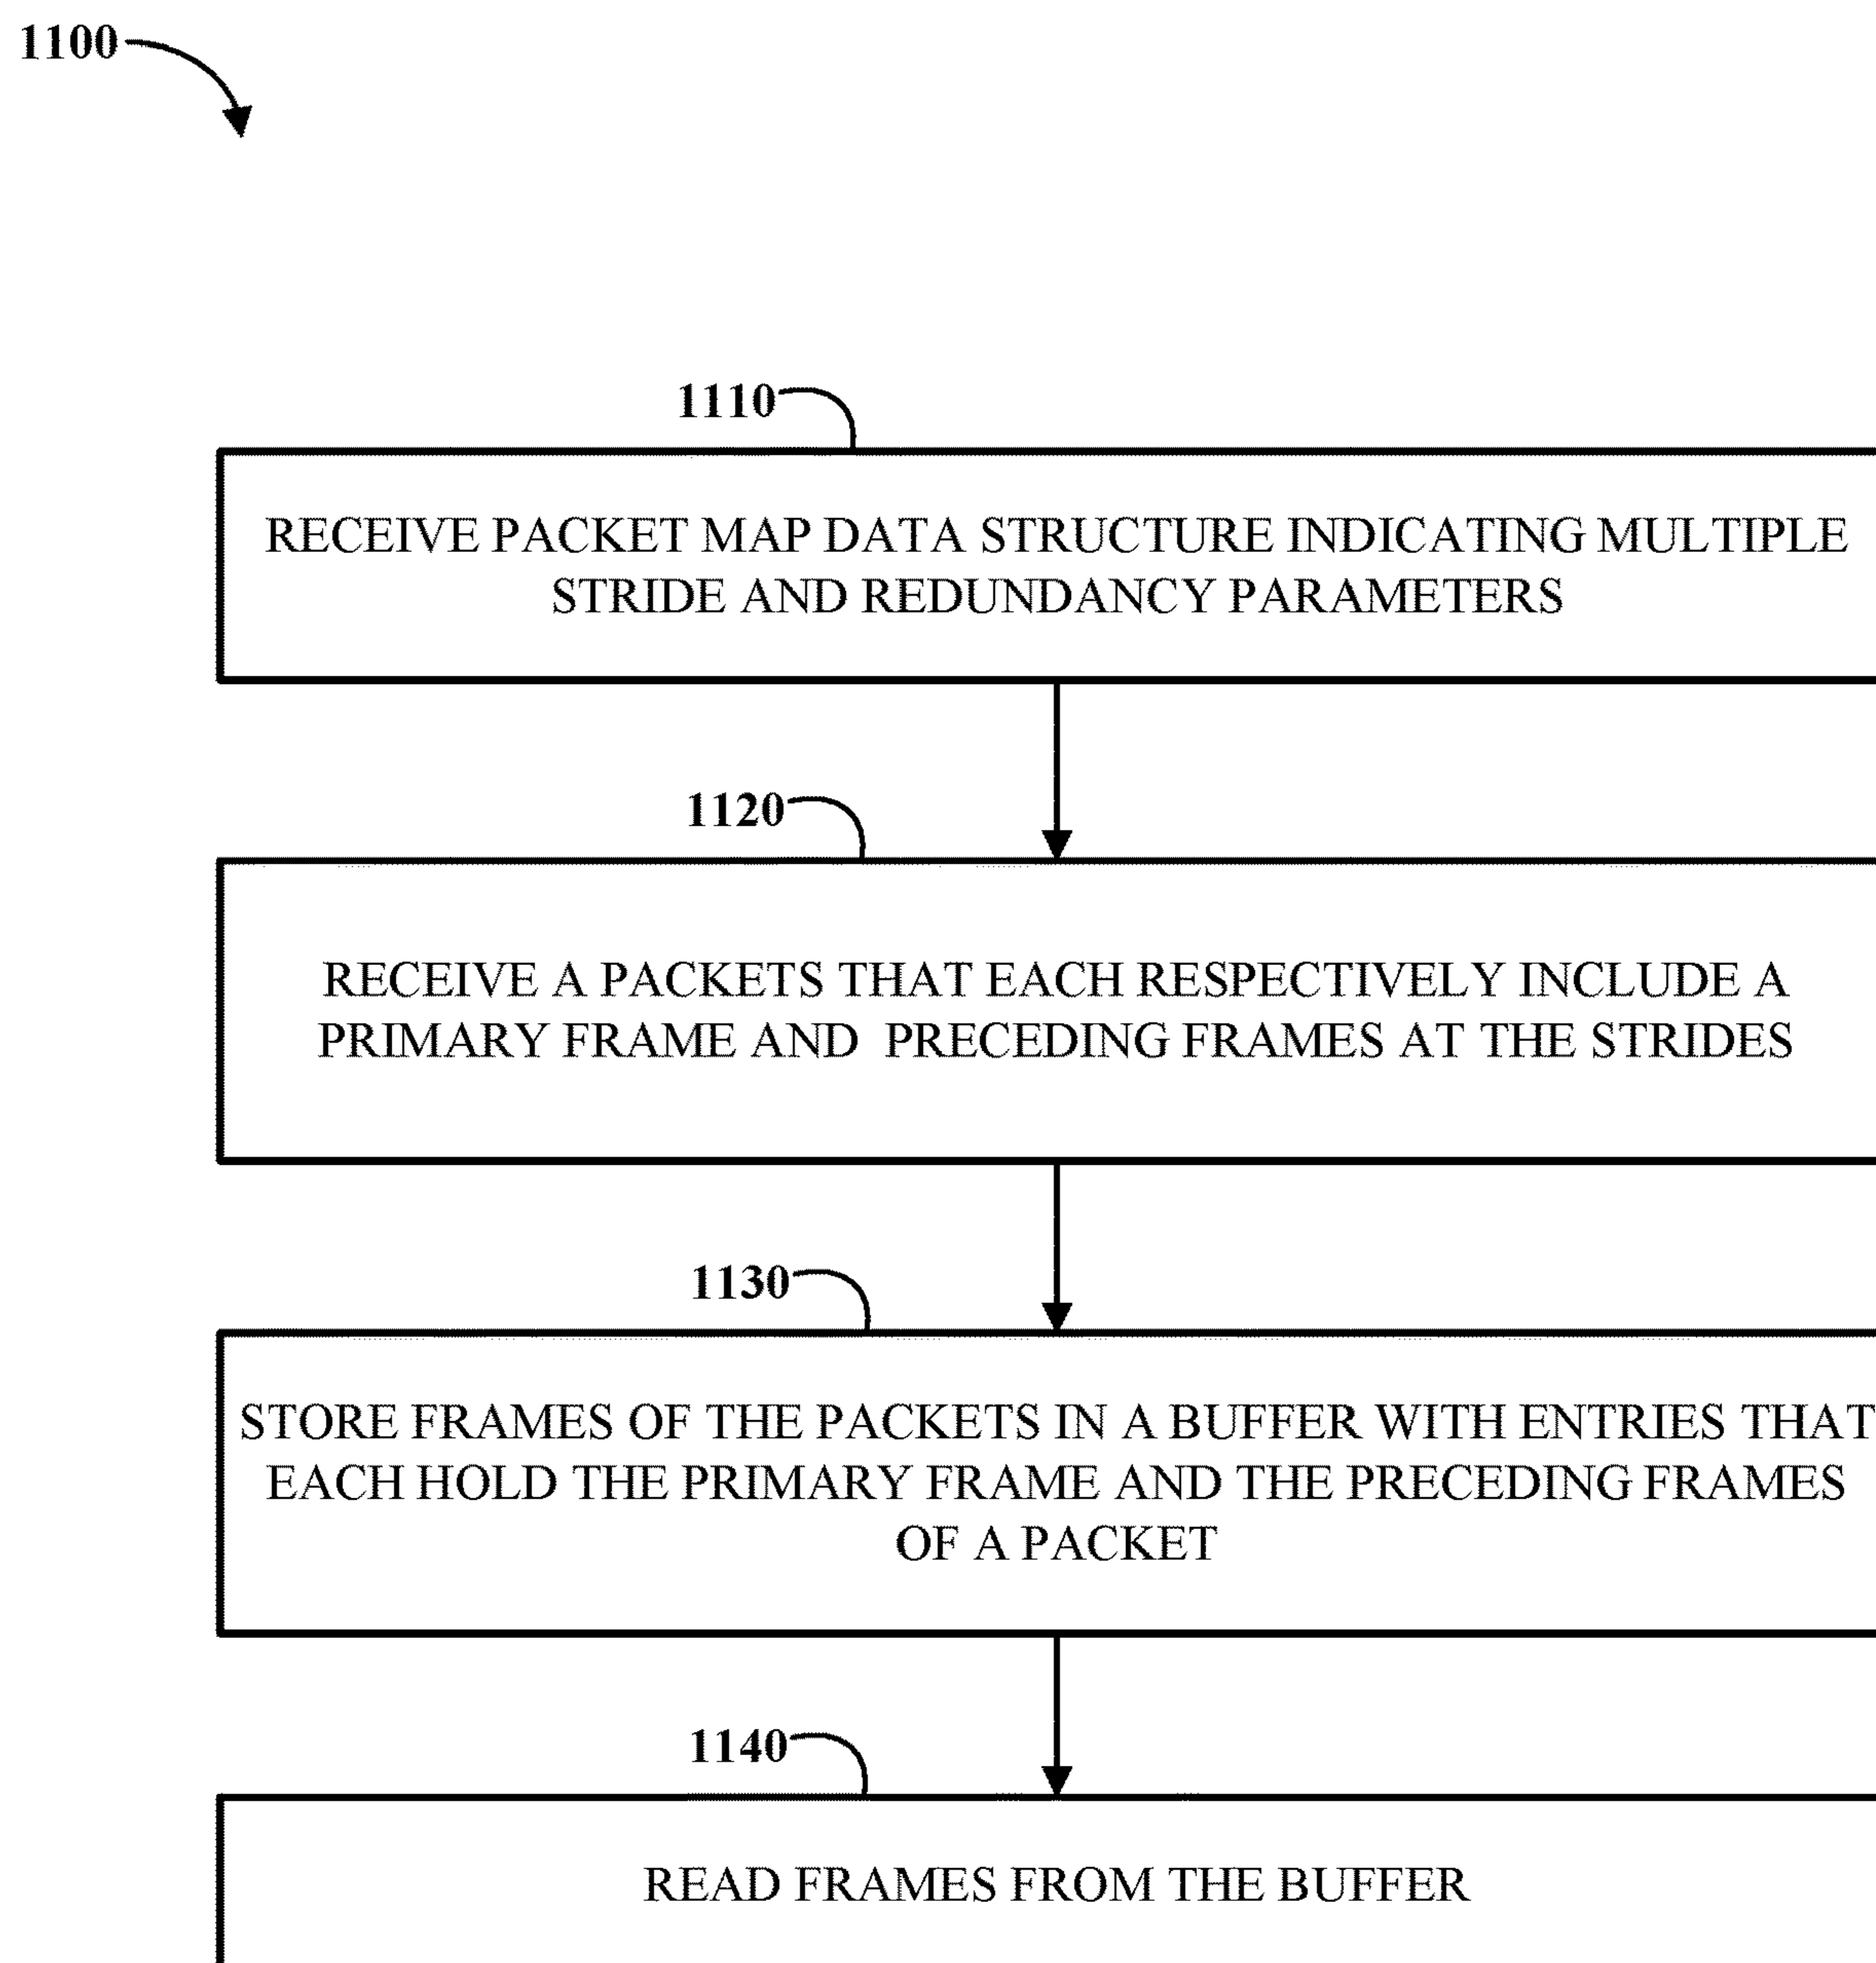 1100
1110
RECEIVE PACKET MAP DATA STRUCTURE INDICATING MULTIPLE
STRIDE AND REDUNDANCY PARAMETERS
1120
RECEIVE A PACKETS THAT EACH RESPECTIVELY INCLUDE A
PRIMARY FRAME AND PRECEDING FRAMES AT THE STRIDES
1130
STORE FRAMES OF THE PACKETS IN A BUFFER WITH ENTRIES THAT
EACH HOLD THE PRIMARY FRAME AND THE PRECEDING FRAMES
OF A PACKET
1140
READ FRAMES FROM THE BUFFER